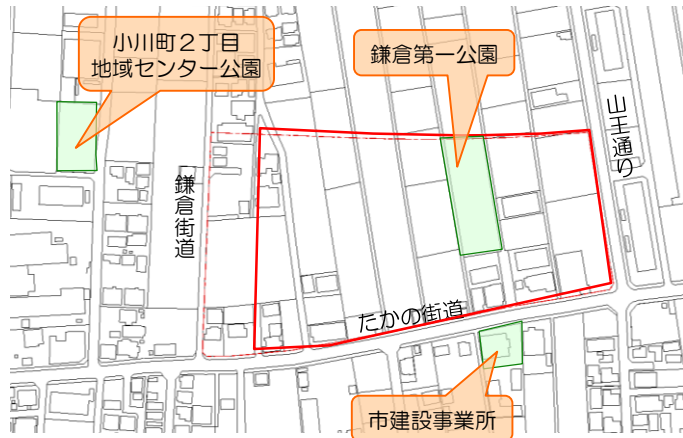 小川町２丁目
地域センター公園
鎌倉第一公園
山王通り
鎌倉街道
たかの街道
市建設事業所